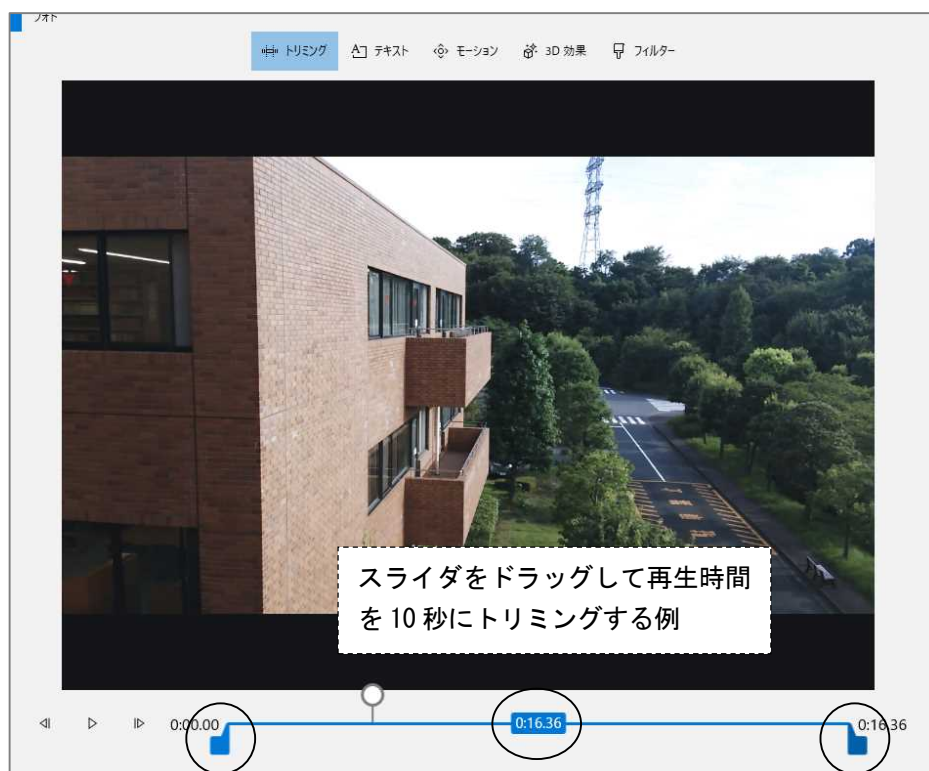 フォト
トリミング テキスト モーション 3D 効果 フィルター
スライダをドラッグして再生時間
を 10 秒にトリミングする例
0:00.00 0:16.36 0:16.36